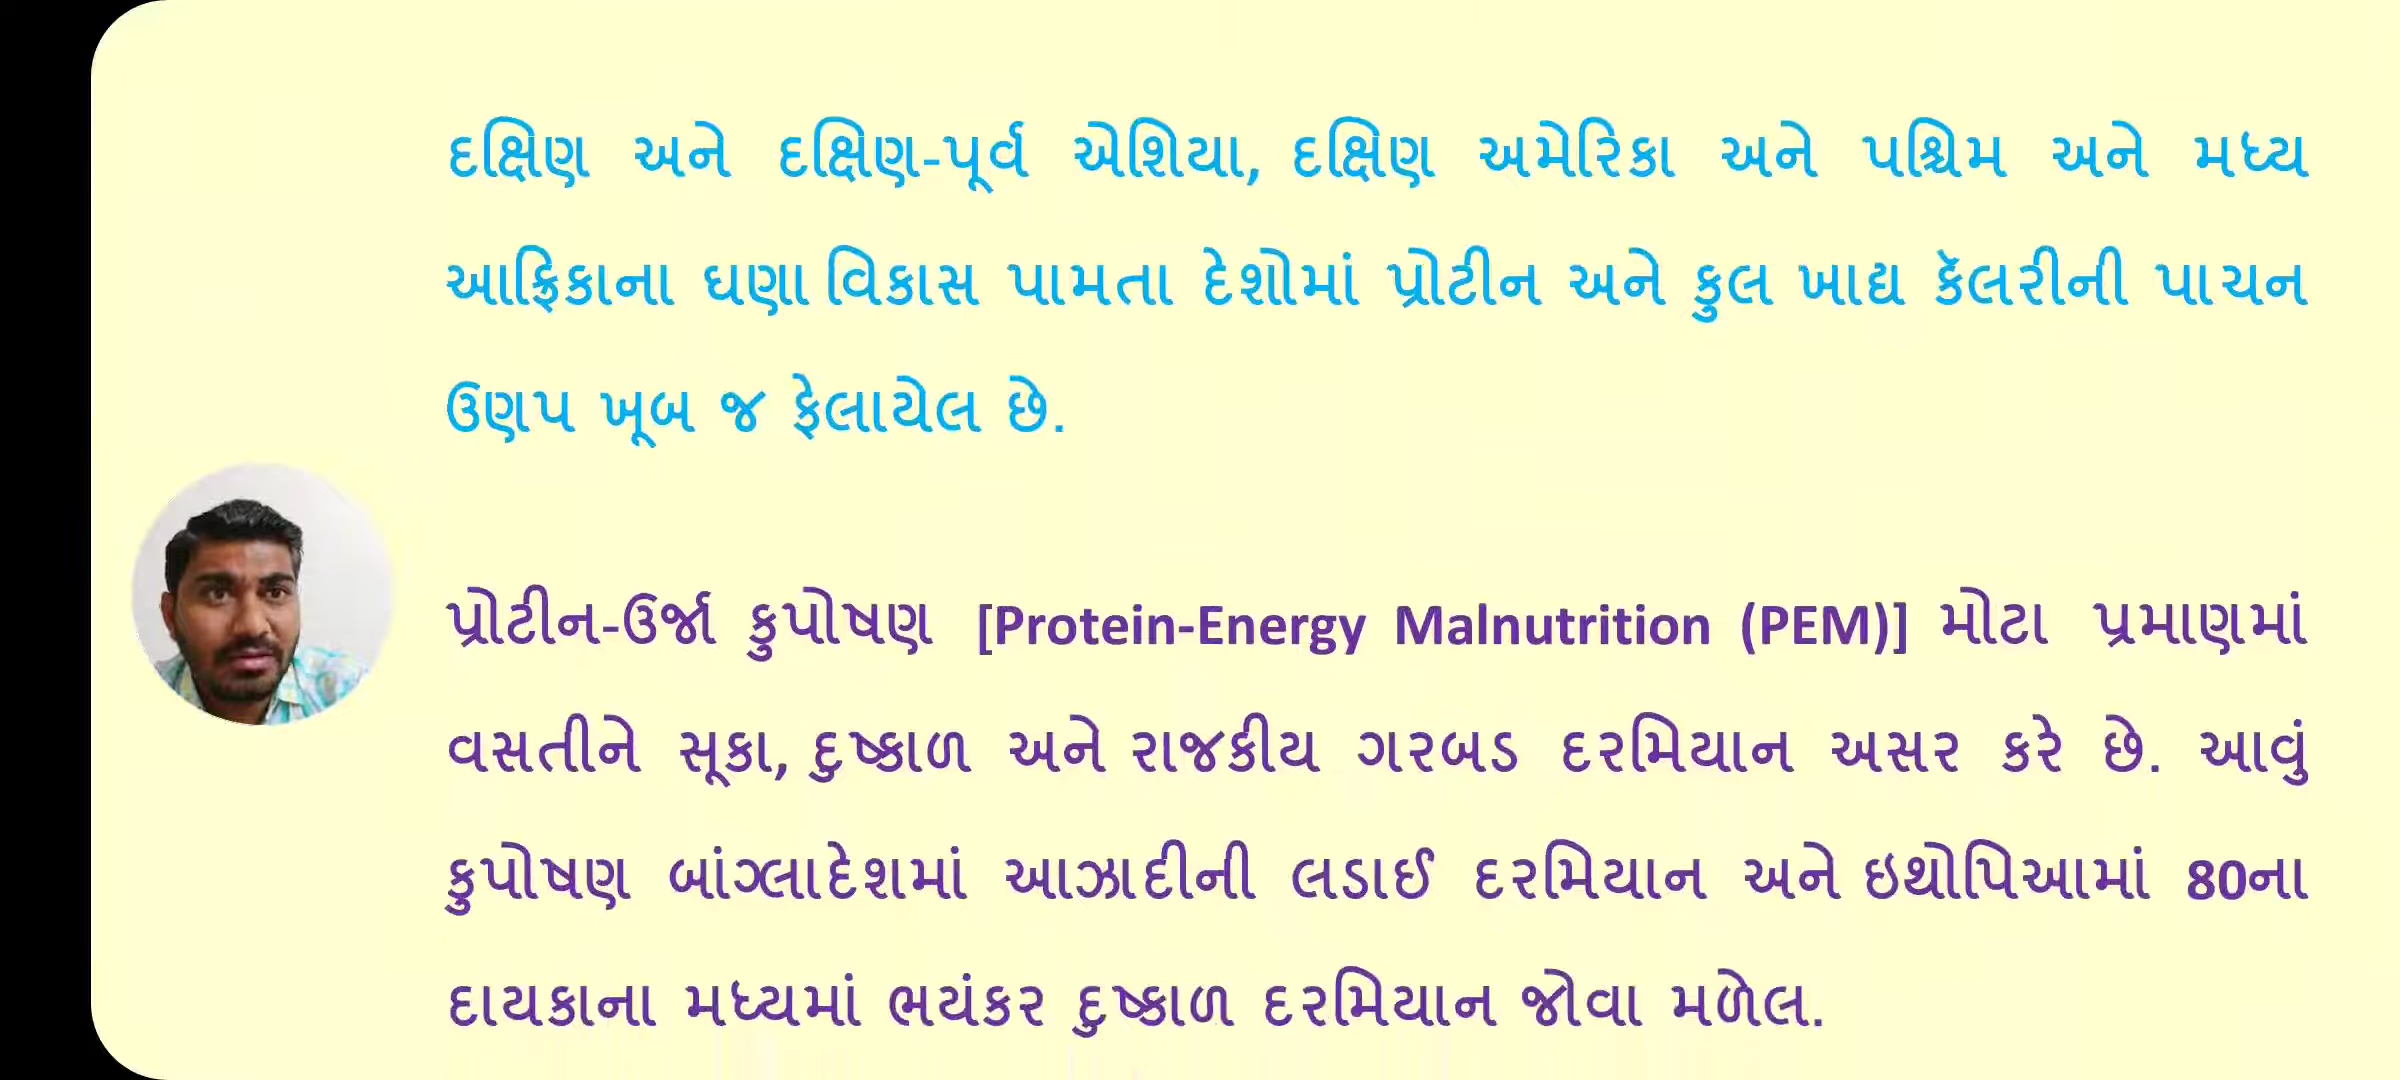 દક્ષિણ અને દક્ષિણ-પૂર્વ એશિયા, દક્ષિણ અમેરિકા અને પશ્ચિમ અને મધ્ય
આફ્રિકાના ઘણા વિકાસ પામતા દેશોમાં પ્રોટીન અને કુલ ખાદ્ય કૅલરીની પાચન
ઉણપ ખૂબ જ ફેલાયેલ છે.
પ્રોટીન-ઉર્જા કુપોષણ [Protein-Energy Malnutrition (PEM)] મોટા પ્રમાણમાં
વસતીને સૂકા, દુષ્કાળ અને રાજકીય ગરબડ દરમિયાન અસર કરે છે. આવું
કુપોષણ બાંગ્લાદેશમાં આઝાદીની લડાઈ દરમિયાન અને ઇથોપિઆમાં 80ના
દાયકાના મધ્યમાં ભયંકર દુષ્કાળ દરમિયાન જોવા મળેલ.